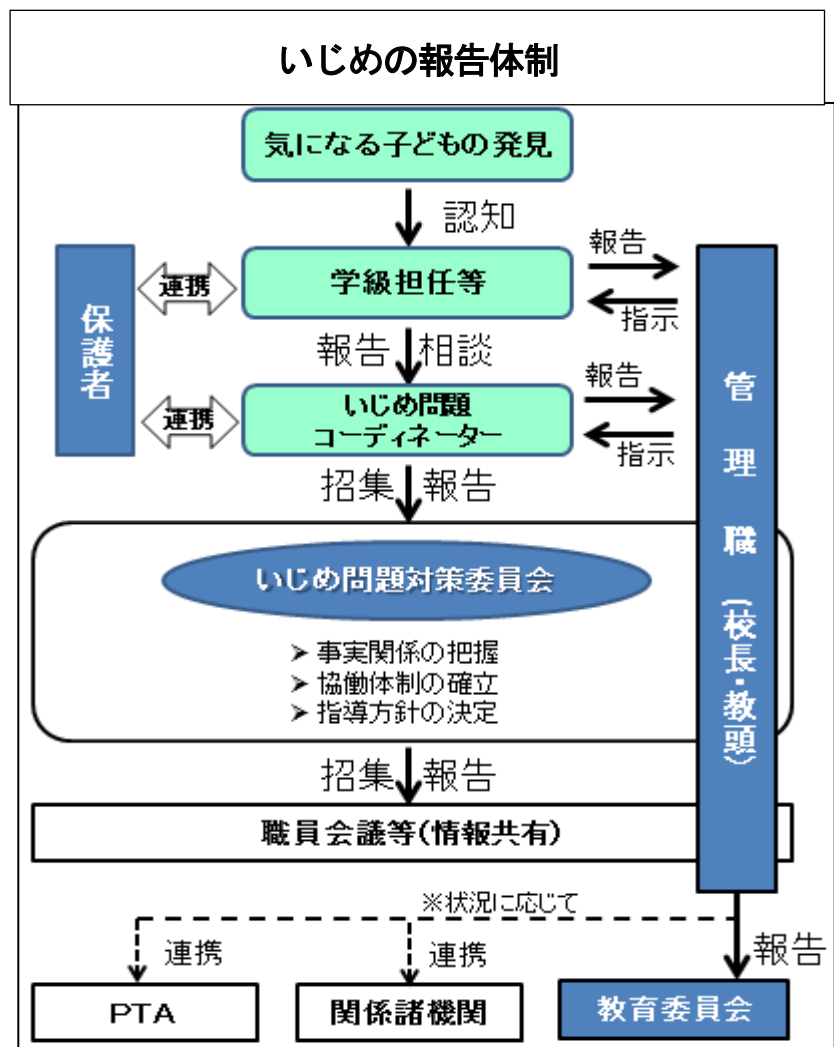 いじめの報告体制
気になる子どもの発見
認知
学級担任等
連携
保護者
報告
指示
報告 相談
いじめ問題
コーディネーター
連携
報告
指示
管理職(校長・教頭)
招集 報告
いじめ問題対策委員会
➢ 事実関係の把握
➢ 協働体制の確立
➢ 指導方針の決定
招集 報告
職員会議等(情報共有)
※状況に応じて
連携
連携
報告
PTA
関係諸機関
教育委員会